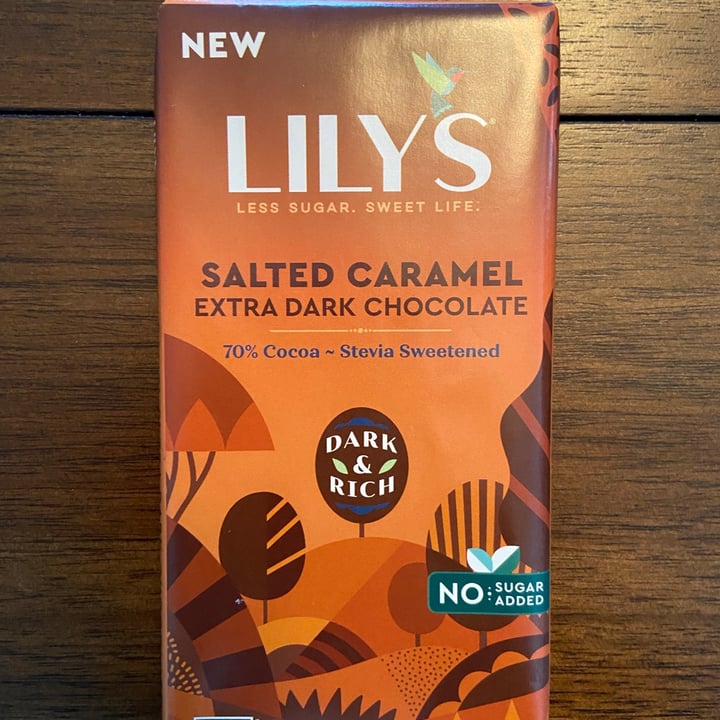 NEW
LILY'S
LESS SUGAR. SWEET LIFE.
SALTED CARAMEL
EXTRA DARK CHOCOLATE
70% Cocoa ~ Stevia Sweetened
DARK
&
RICH
NO: SUGAR
ADDED